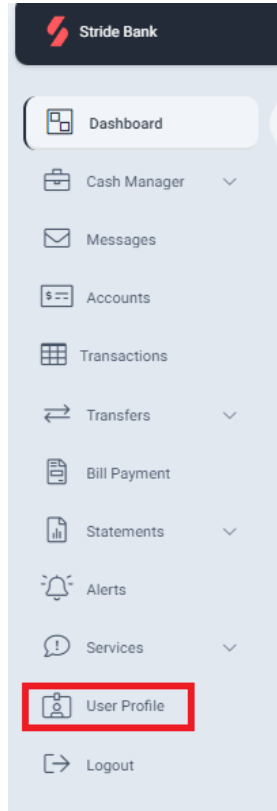 Stride Bank
Dashboard
Cash Manager
Messages
Accounts
Transactions
Transfers
Bill Payment
Statements
Alerts
Services
User Profile
Logout